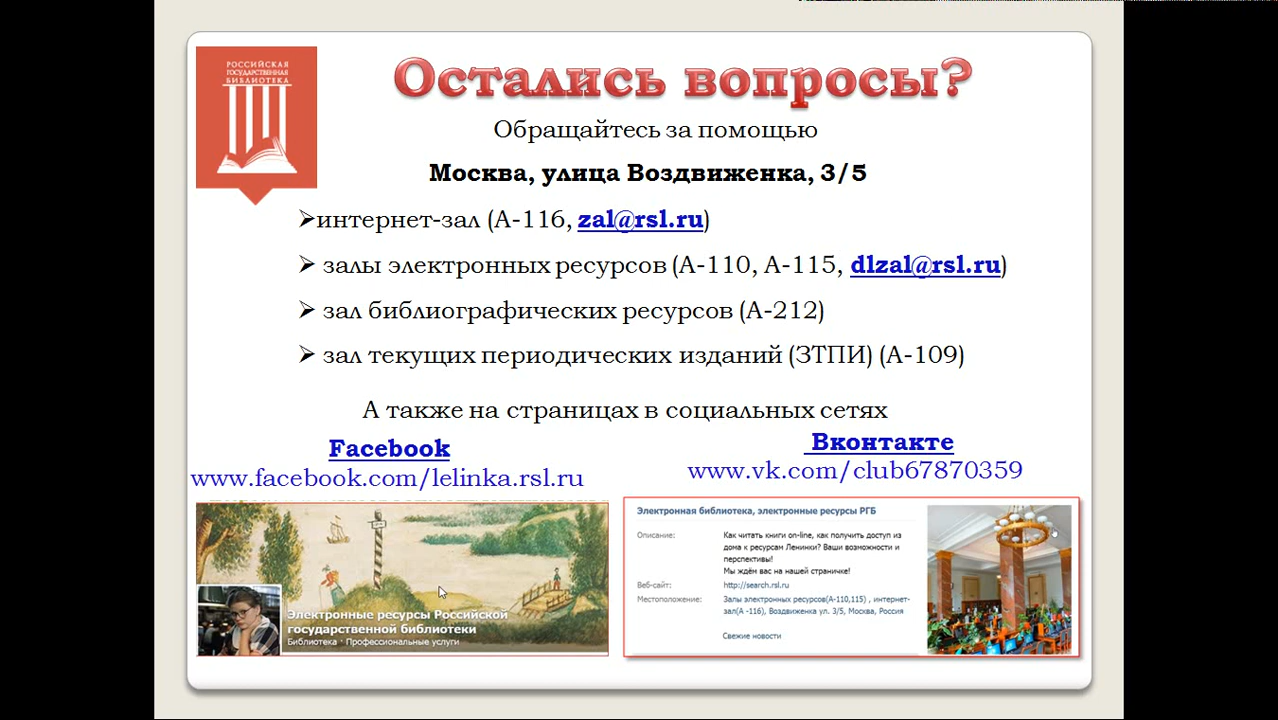 РОССИЙСКАЯ
ГОСУДАРСТВЕННАЯ
БИБЛИОТЕКА
Остались вопросы?
Обращайтесь за помощью
Москва, улица Воздвиженка, 3/5
➢интернет-зал (А-116, zal@rsl.ru)
➢ залы электронных ресурсов (А-110, А-115, dlzal@rsl.ru)
➢ зал библиографических ресурсов (А-212)
➢ зал текущих периодических изданий (ЗТПИ) (А-109)
А также на страницах в социальных сетях
Facebook
www.facebook.com/lelinka.rsl.ru
Вконтакте
www.vk.com/club67870359
Электронные ресурсы Российской
государственной библиотеки
Библиотека · Профессиональные услуги
Электронная библиотека, электронные ресурсы РГБ
Описание: Как читать книги on-line, как получить доступ из
дома к ресурсам Ленинки? Ваши возможности и
перспективы!
Мы ждём вас на нашей страничке!
Веб-сайт: http://search.rsl.ru
Местоположение: Залы электронных ресурсов(А-110,115) , интернет-
зал(А -116), Воздвиженка ул. 3/5, Москва, Россия
Свежие новости